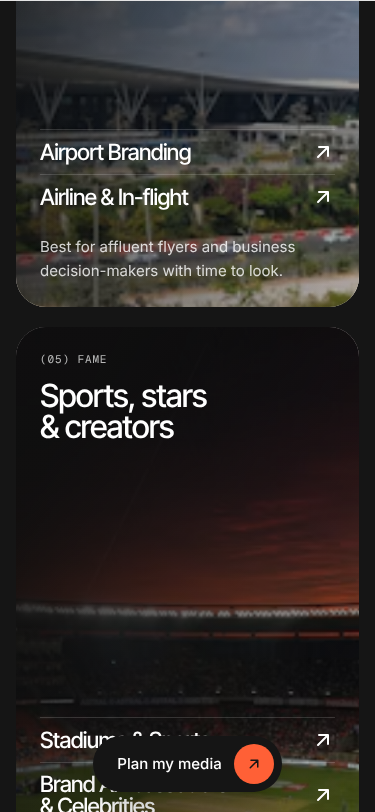 Airport Branding
Airline & In-flight
Best for affluent flyers and business
decision-makers with time to look.
(05) FAME
Sports, stars
& creators
Plan my media
Brand
& Celebrities